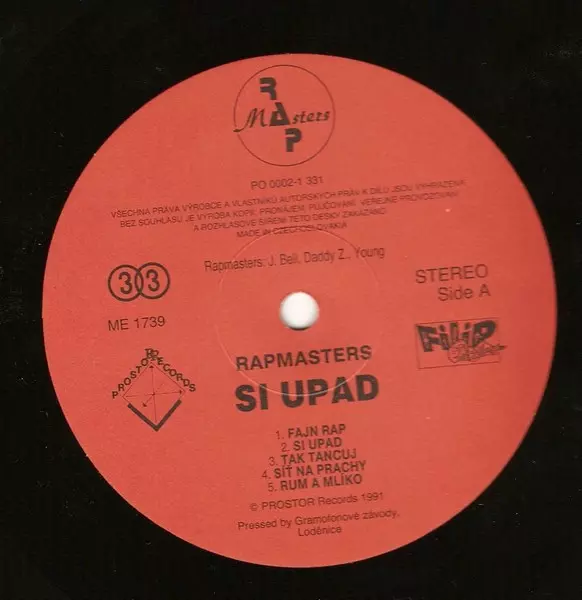 RAP
Masters
PO 0002-1 331
VŠECHNA PRÁVA VÝROBCE A VLASTNÍKŮ AUTORSKÝCH PRÁV K DÍLU JSOU VYHRAZENA.
BEZ SOUHLASU JE VÝROBA KOPIÍ, PRONÁJEM, PŮJČOVÁNÍ, VEŘEJNÉ PROVOZOVÁNÍ
A ROZHLASOVÉ ŠÍŘENÍ TÉTO DESKY ZAKÁZÁNO
MADE IN CZECHOSLOVAKIA
Rapmasters: J. Bell, Daddy Z., Young
33
STEREO
Side A
ME 1739
PROSTOR RECORDS
Filip
RAPMASTERS
SI UPAD
1. FAJN RAP
2. SI UPAD
3. TAK TANCUJ
4. SÍŤ NA PRACHY
5. RUM A MLÍKO
© PROSTOR Records 1991
Pressed by Gramofonové závody,
Loděnice